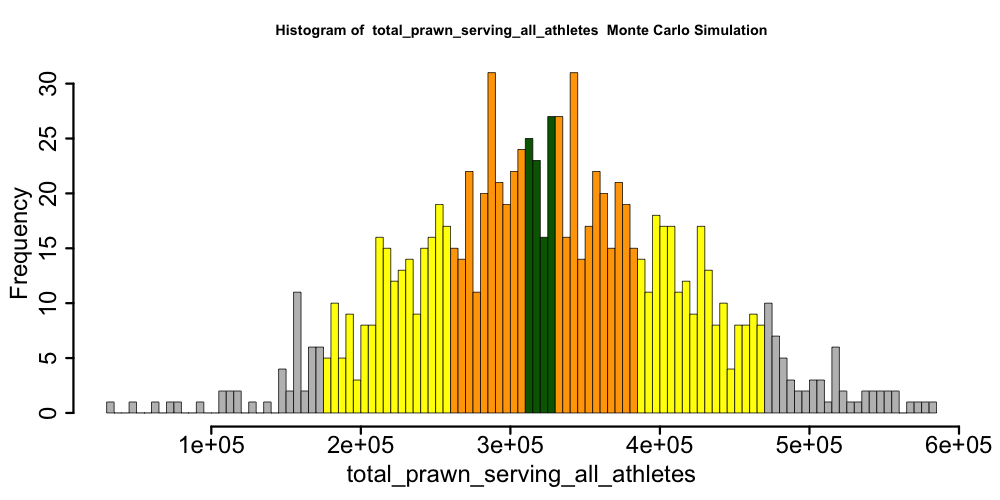 Histogram of  total_prawn_serving_all_athletes  Monte Carlo Simulation
Frequency
30
25
20
15
10
5
0
1e+05 2e+05 3e+05 4e+05 5e+05 6e+05
total_prawn_serving_all_athletes